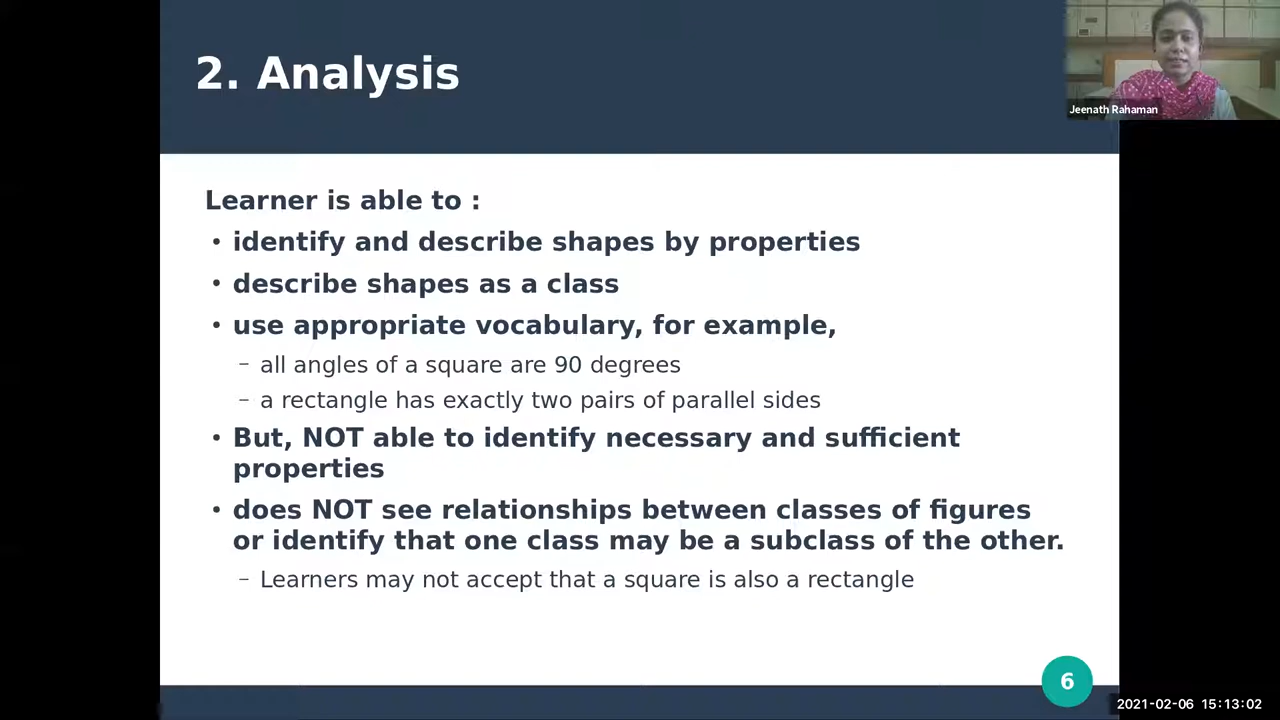 2. Analysis
Jeenath Rahaman
Learner is able to :
• identify and describe shapes by properties
• describe shapes as a class
• use appropriate vocabulary, for example,
– all angles of a square are 90 degrees
– a rectangle has exactly two pairs of parallel sides
• But, NOT able to identify necessary and sufficient
properties
• does NOT see relationships between classes of figures
or identify that one class may be a subclass of the other.
– Learners may not accept that a square is also a rectangle
6
2021-02-06 15:13:02